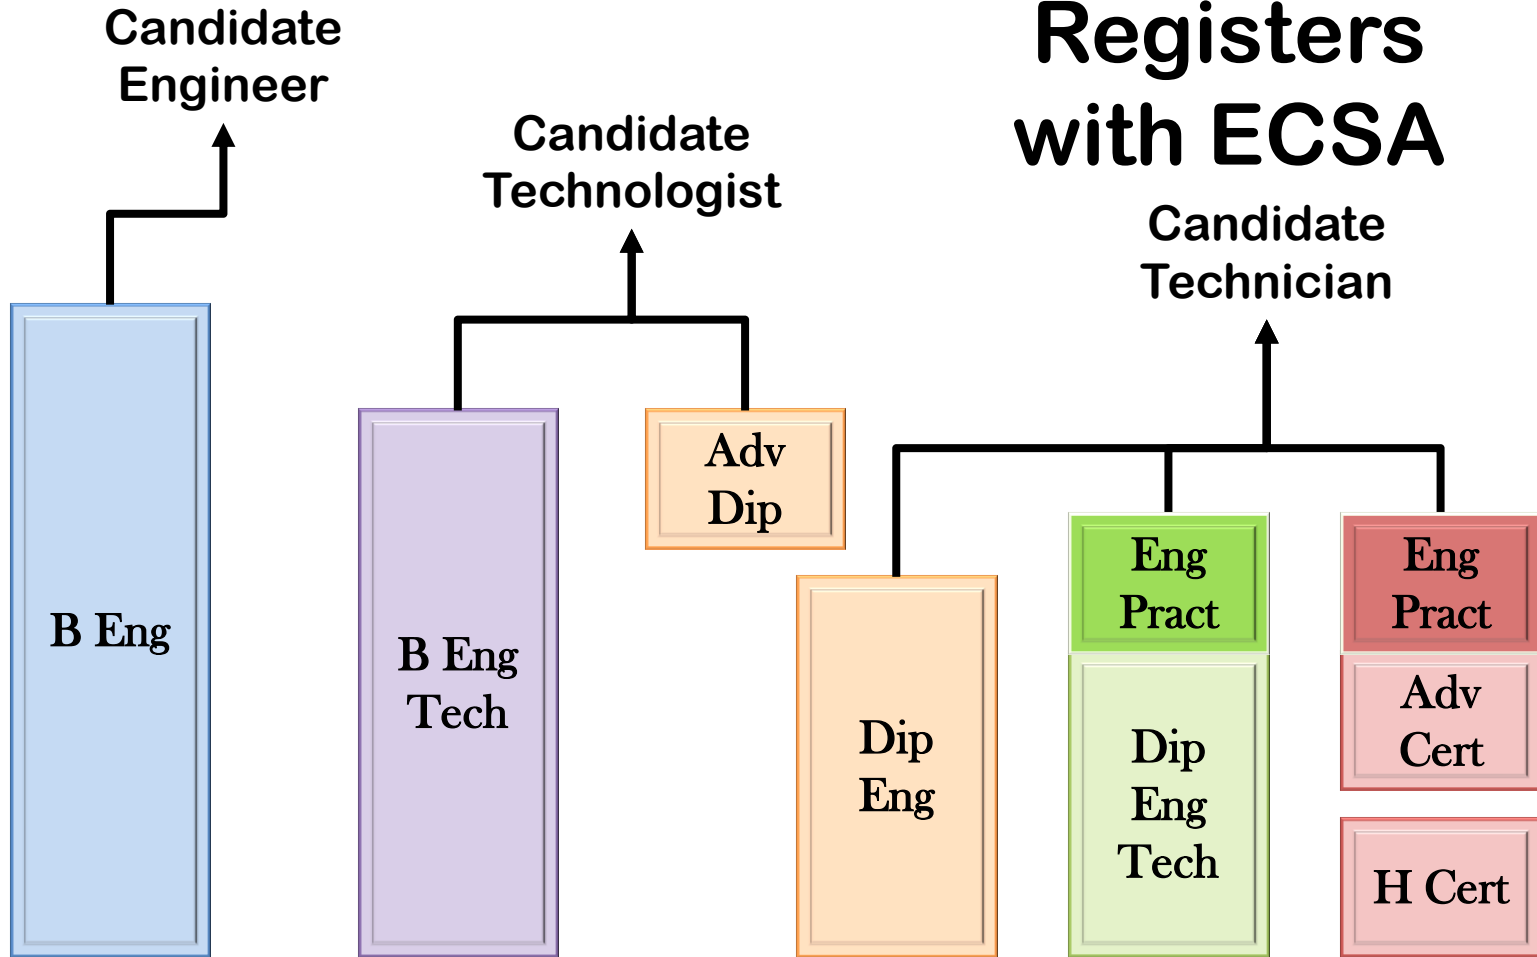 Registers
with ECSA
Candidate
Engineer
Candidate
Technologist
Candidate
Technician
B Eng
B Eng
Tech
Adv
Dip
Dip
Eng
Eng
Pract
Dip
Eng
Tech
Eng
Pract
Adv
Cert
H Cert